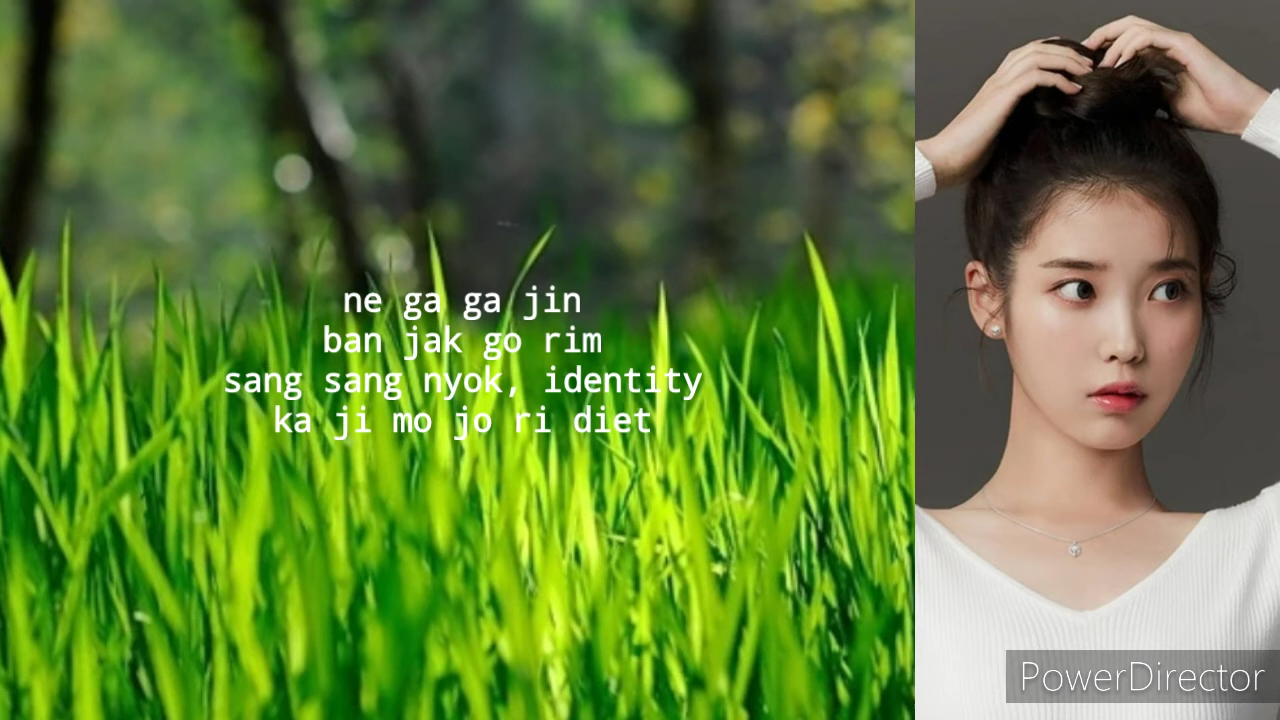 ne ga ga jin
ban jak go rim
sang sang nyok, identity
ka ji mo jo ri diet
PowerDirector